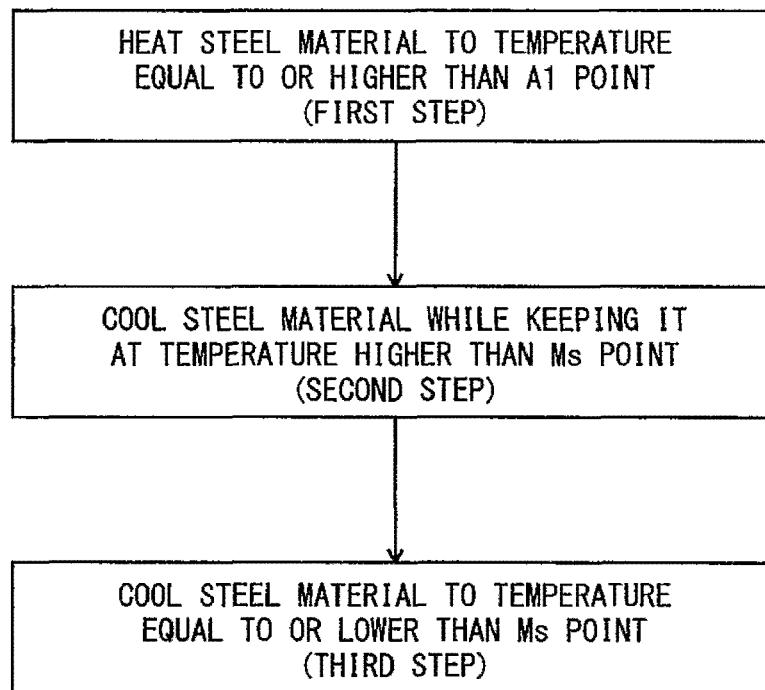 HEAT STEEL MATERIAL TO TEMPERATURE
EQUAL TO OR HIGHER THAN A1 POINT
(FIRST STEP)
COOL STEEL MATERIAL WHILE KEEPING IT
AT TEMPERATURE HIGHER THAN Ms POINT
(SECOND STEP)
COOL STEEL MATERIAL TO TEMPERATURE
EQUAL TO OR LOWER THAN Ms POINT
(THIRD STEP)